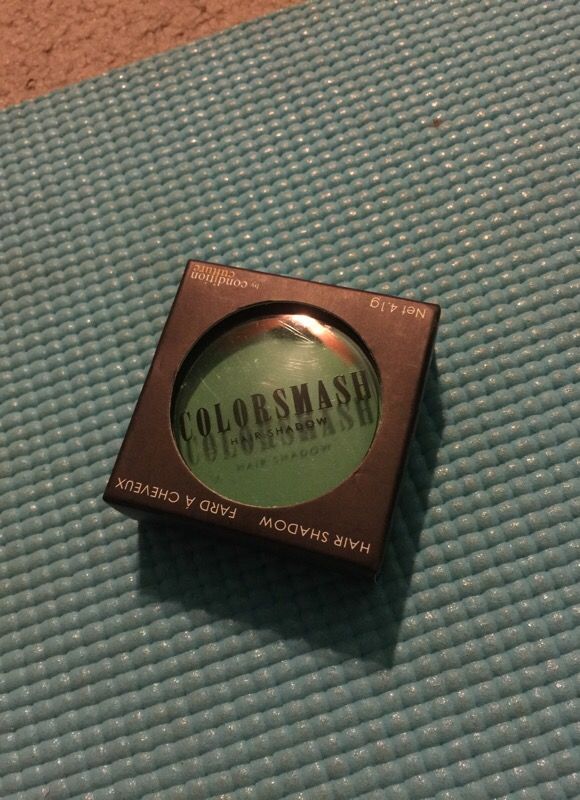 by condition
culture
Net 4.1g
COLORSMASH
HAIR SHADOW
COLORSMASH
HAIR SHADOW
HAIR SHADOW FARD À CHEVEUX